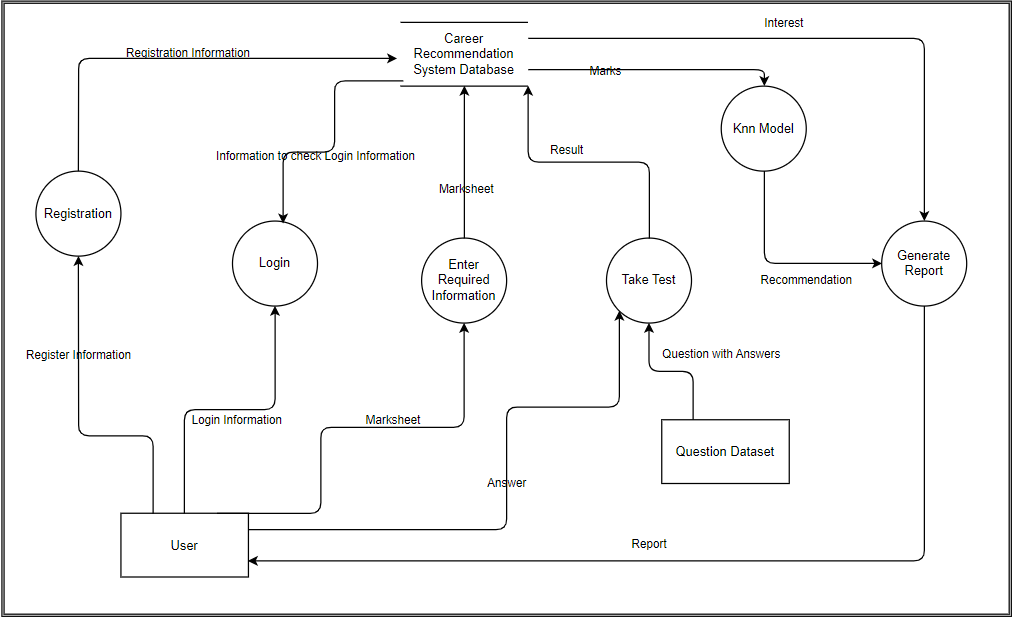 Interest
Career
Recommendation
System Database
Registration Information
Marks
Knn Model
Result
Information to check Login Information
Marksheet
Registration
Login
Enter
Required
Information
Take Test
Generate
Report
Recommendation
Register Information
Question with Answers
Login Information
Marksheet
Question Dataset
Answer
User
Report